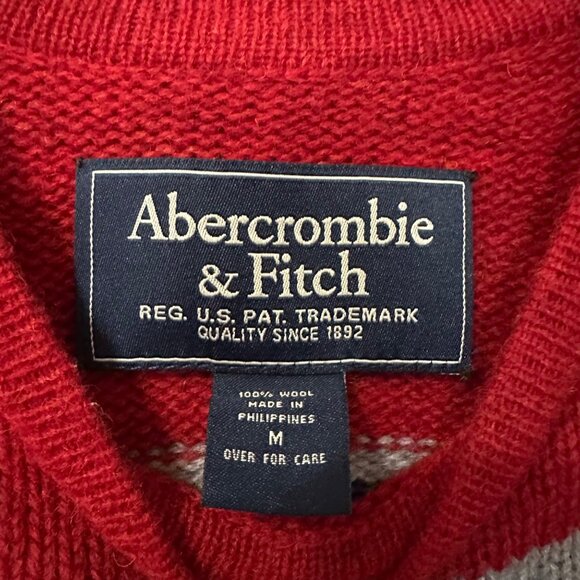 Abercrombie
& Fitch
REG. U.S. PAT. TRADEMARK
QUALITY SINCE 1892
100% WOOL
MADE IN
PHILIPPINES
M
OVER FOR CARE